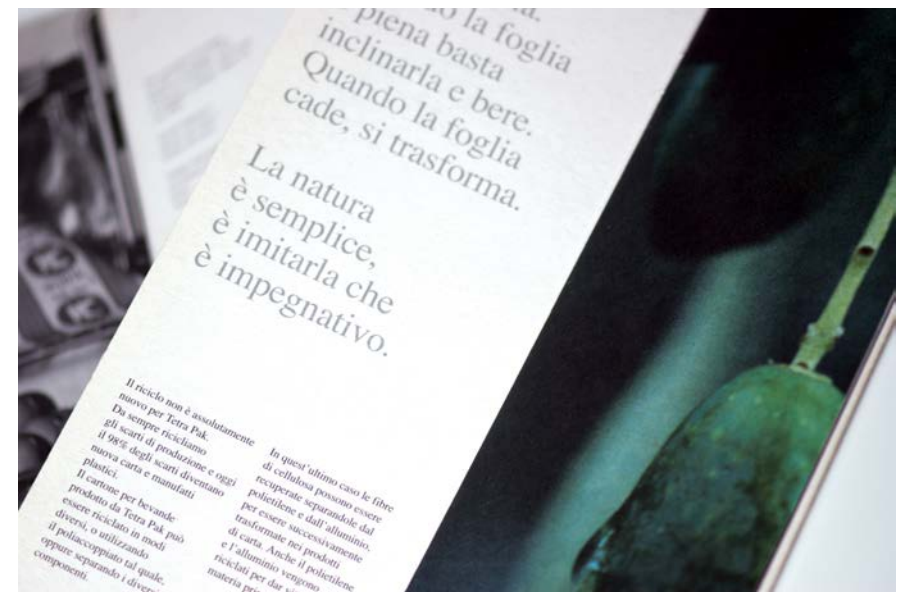 la foglia
piena basta
inclinarla e bere.
Quando la foglia
cade, si trasforma.
La natura
è semplice,
è imitarla che
è impegnativo.
Il riciclo non è assolutamente
nuovo per Tetra Pak.
Da sempre ricicliamo
gli scarti di produzione e oggi
il 98% degli scarti diventano
nuova carta e manufatti
plastici.
Il cartone per bevande
prodotto da Tetra Pak può
essere riciclato in modi
diversi, o utilizzando
il poliaccoppiato tal quale,
oppure separando i diversi
componenti.
In quest'ultimo caso le fibre
di cellulosa possono essere
recuperate separandole dal
polietilene e dall'alluminio,
per essere successivamente
trasformate nei prodotti
di carta. Anche il polietilene
e l'alluminio vengono
riciclati per dar
materia